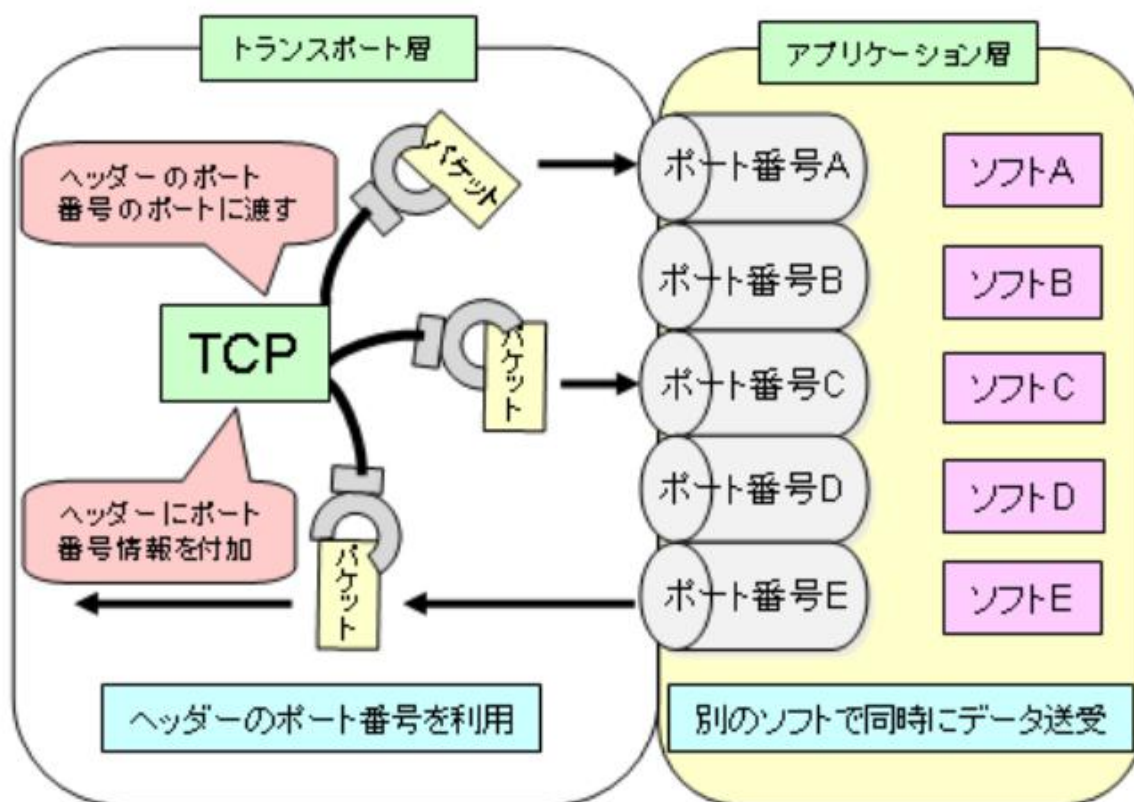 トランスポート層
アプリケーション層
ヘッダーのポート
番号のポートに渡す
パケット
ポート番号A
ソフトA
ポート番号B
ソフトB
TCP
パケット
ポート番号C
ソフトC
ヘッダーにポート
番号情報を付加
パケット
ポート番号D
ソフトD
ポート番号E
ソフトE
ヘッダーのポート番号を利用
別のソフトで同時にデータ送受